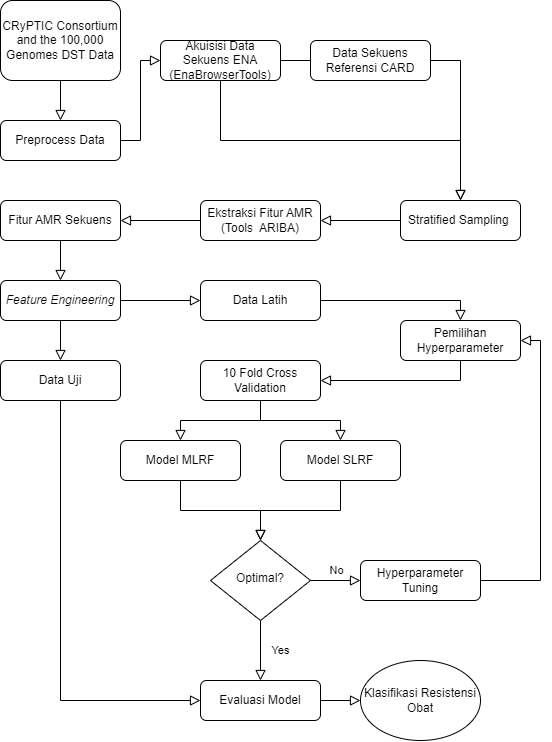 CRyPTIC Consortium
and the 100,000
Genomes DST Data
Akuisisi Data
Sekuens ENA
(EnaBrowserTools)
Data Sekuens
Referensi CARD
Preprocess Data
Fitur AMR Sekuens
Ekstraksi Fitur AMR
(Tools ARIBA)
Stratified Sampling
Feature Engineering
Data Latih
Pemilihan
Hyperparameter
Data Uji
10 Fold Cross
Validation
Model MLRF
Model SLRF
Optimal?
No
Hyperparameter
Tuning
Yes
Evaluasi Model
Klasifikasi Resistensi
Obat